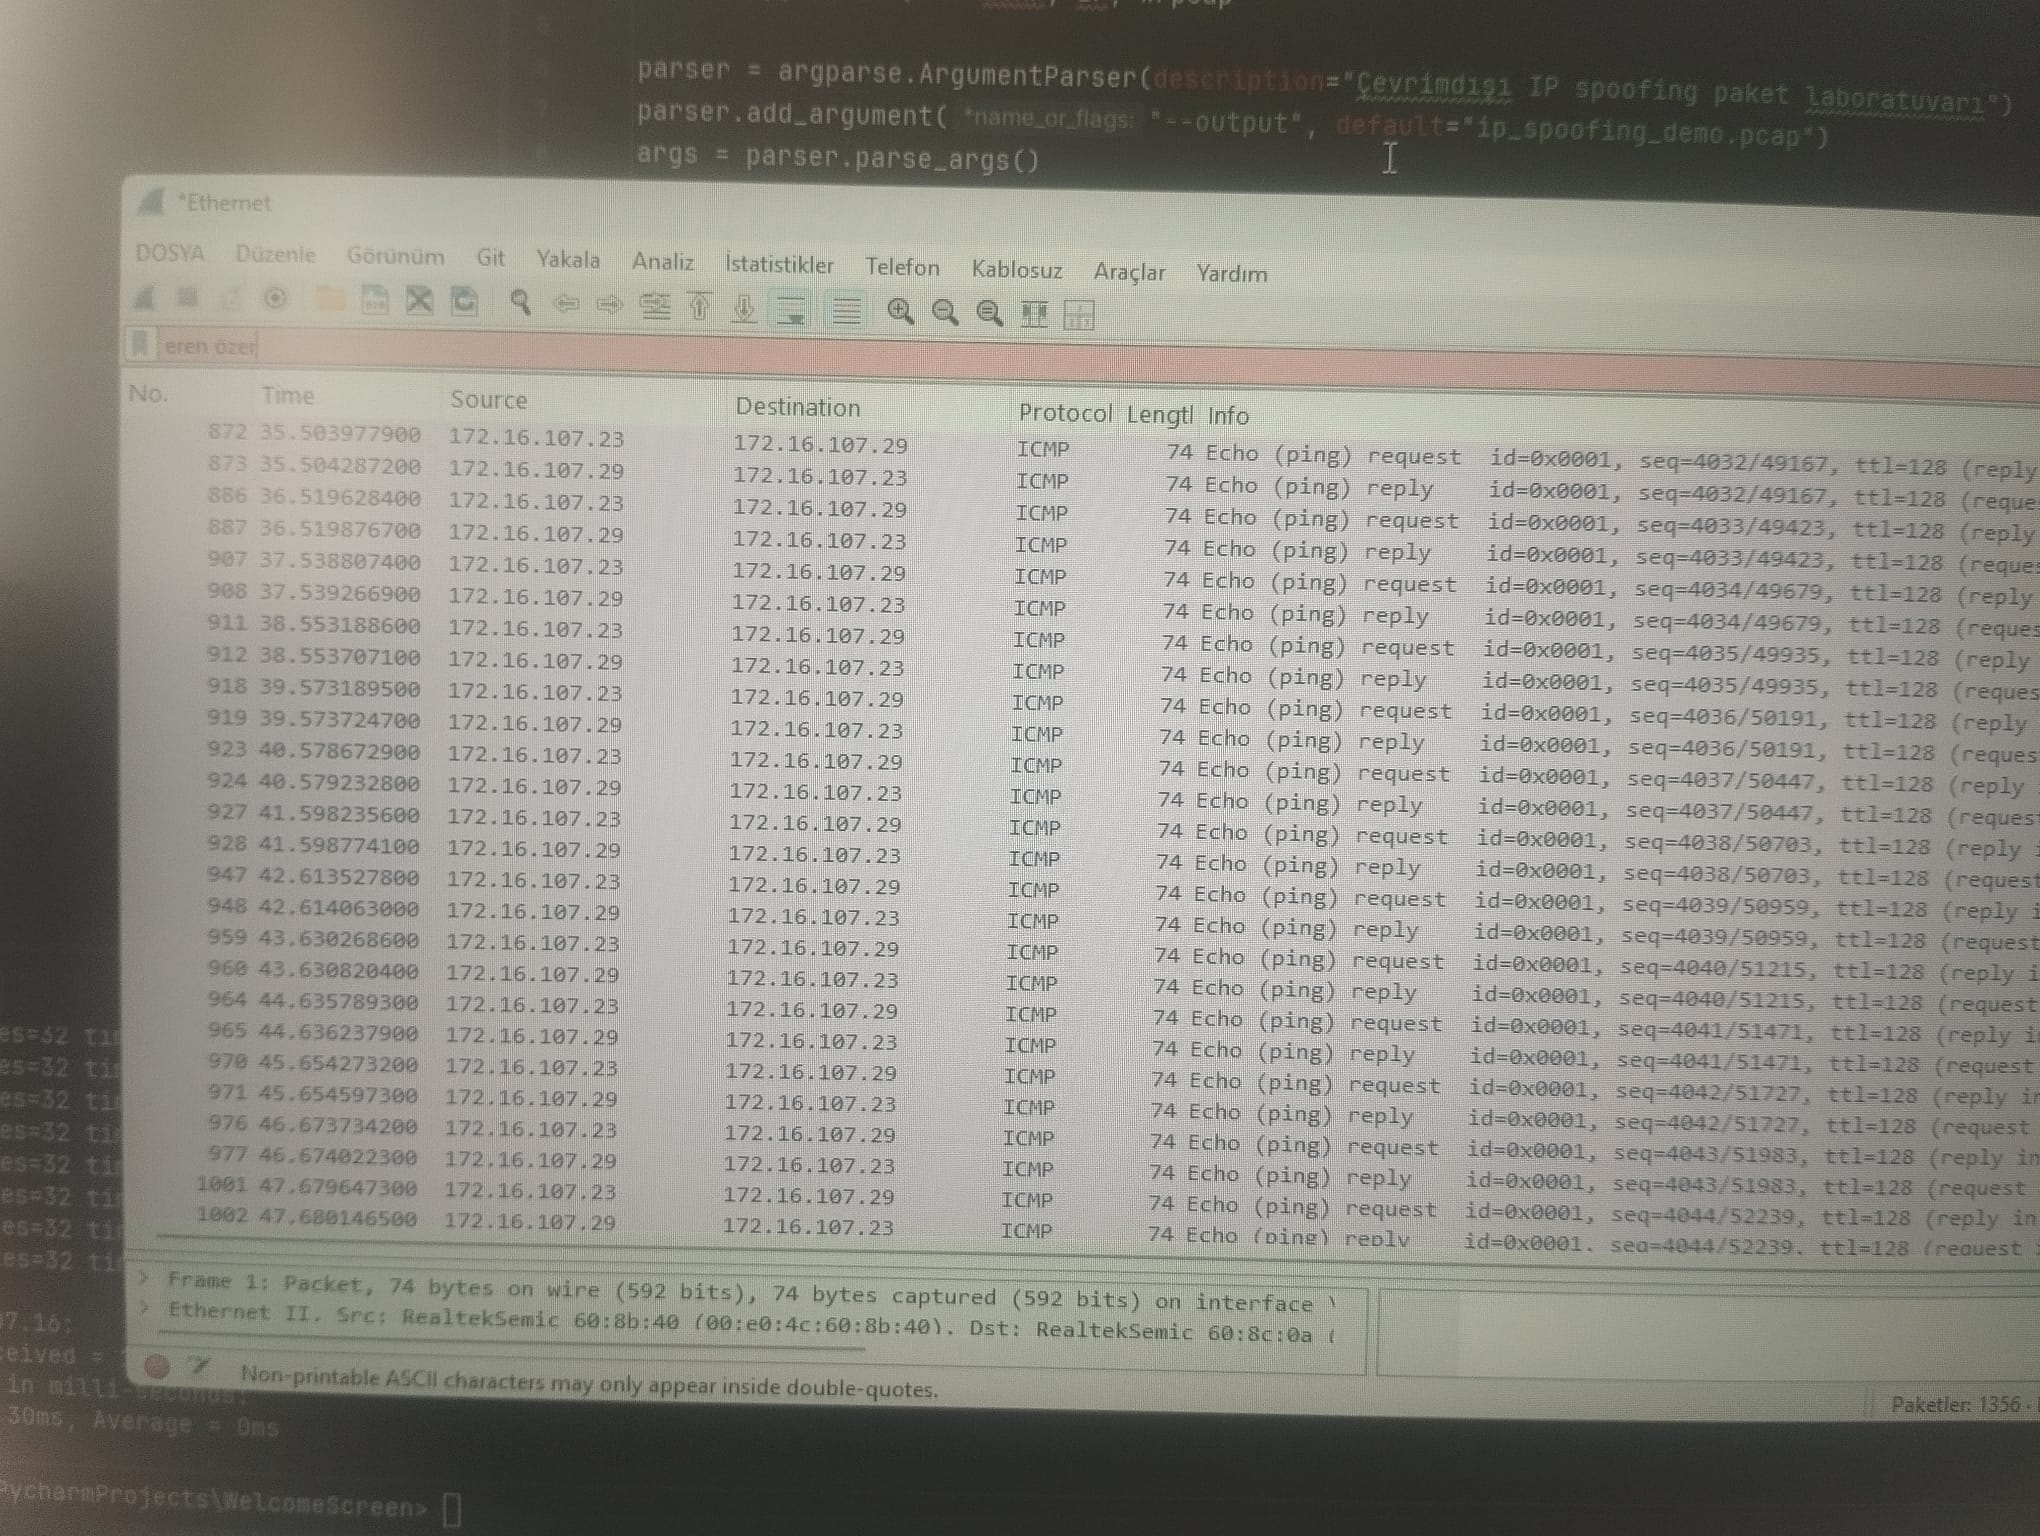 parser = argparse.ArgumentParser(description="Çevrimdışı IP spoofing paket laboratuvarı")
parser.add_argument( *name_or_flags: "--output", default="ip_spoofing_demo.pcap")
args = parser.parse_args()
*Ethernet
DOSYA Düzenle Görünüm Git Yakala Analiz İstatistikler Telefon Kablosuz Araçlar Yardım
eren özer
No. Time Source Destination Protocol Lengtl Info
872 35.503977900 172.16.107.23 172.16.107.29 ICMP 74 Echo (ping) request id=0x0001, seq=4032/49167, ttl=128 (reply
873 35.504287200 172.16.107.29 172.16.107.23 ICMP 74 Echo (ping) reply id=0x0001, seq=4032/49167, ttl=128 (reque
886 36.519628400 172.16.107.23 172.16.107.29 ICMP 74 Echo (ping) request id=0x0001, seq=4033/49423, ttl=128 (reply
887 36.519876700 172.16.107.29 172.16.107.23 ICMP 74 Echo (ping) reply id=0x0001, seq=4033/49423, ttl=128 (reques
907 37.538807400 172.16.107.23 172.16.107.29 ICMP 74 Echo (ping) request id=0x0001, seq=4034/49679, ttl=128 (reply
908 37.539266900 172.16.107.29 172.16.107.23 ICMP 74 Echo (ping) reply id=0x0001, seq=4034/49679, ttl=128 (reques
911 38.553188600 172.16.107.23 172.16.107.29 ICMP 74 Echo (ping) request id=0x0001, seq=4035/49935, ttl=128 (reply
912 38.553707100 172.16.107.29 172.16.107.23 ICMP 74 Echo (ping) reply id=0x0001, seq=4035/49935, ttl=128 (reques
918 39.573189500 172.16.107.23 172.16.107.29 ICMP 74 Echo (ping) request id=0x0001, seq=4036/50191, ttl=128 (reply
919 39.573724700 172.16.107.29 172.16.107.23 ICMP 74 Echo (ping) reply id=0x0001, seq=4036/50191, ttl=128 (reques
923 40.578672900 172.16.107.23 172.16.107.29 ICMP 74 Echo (ping) request id=0x0001, seq=4037/50447, ttl=128 (reply
924 40.579232800 172.16.107.29 172.16.107.23 ICMP 74 Echo (ping) reply id=0x0001, seq=4037/50447, ttl=128 (request
927 41.598235600 172.16.107.23 172.16.107.29 ICMP 74 Echo (ping) request id=0x0001, seq=4038/50703, ttl=128 (reply i
928 41.598774100 172.16.107.29 172.16.107.23 ICMP 74 Echo (ping) reply id=0x0001, seq=4038/50703, ttl=128 (request
947 42.613527800 172.16.107.23 172.16.107.29 ICMP 74 Echo (ping) request id=0x0001, seq=4039/50959, ttl=128 (reply i
948 42.614063000 172.16.107.29 172.16.107.23 ICMP 74 Echo (ping) reply id=0x0001, seq=4039/50959, ttl=128 (request
959 43.630268600 172.16.107.23 172.16.107.29 ICMP 74 Echo (ping) request id=0x0001, seq=4040/51215, ttl=128 (reply i
960 43.630820400 172.16.107.29 172.16.107.23 ICMP 74 Echo (ping) reply id=0x0001, seq=4040/51215, ttl=128 (request
964 44.635789300 172.16.107.23 172.16.107.29 ICMP 74 Echo (ping) request id=0x0001, seq=4041/51471, ttl=128 (reply i
965 44.636237900 172.16.107.29 172.16.107.23 ICMP 74 Echo (ping) reply id=0x0001, seq=4041/51471, ttl=128 (request
970 45.654273200 172.16.107.23 172.16.107.29 ICMP 74 Echo (ping) request id=0x0001, seq=4042/51727, ttl=128 (reply in
971 45.654597300 172.16.107.29 172.16.107.23 ICMP 74 Echo (ping) reply id=0x0001, seq=4042/51727, ttl=128 (request
976 46.673734200 172.16.107.23 172.16.107.29 ICMP 74 Echo (ping) request id=0x0001, seq=4043/51983, ttl=128 (reply in
977 46.674022300 172.16.107.29 172.16.107.23 ICMP 74 Echo (ping) reply id=0x0001, seq=4043/51983, ttl=128 (request
1001 47.679647300 172.16.107.23 172.16.107.29 ICMP 74 Echo (ping) request id=0x0001, seq=4044/52239, ttl=128 (reply in
1002 47.680146500 172.16.107.29 172.16.107.23 ICMP 74 Echo (ping) reply id=0x0001, seq=4044/52239, ttl=128 (request i
es=32 ti
es=32 ti
es=32 ti
es=32 ti
es=32 ti
es=32 ti
es=32 ti
es=32 ti
Frame 1: Packet, 74 bytes on wire (592 bits), 74 bytes captured (592 bits) on interface \
Ethernet II, Src: RealtekSemic 60:8b:40 (00:e0:4c:60:8b:40), Dst: RealtekSemic 60:8c:0a (
Non-printable ASCII characters may only appear inside double-quotes.
Paketler: 1356
7.16:
ceived =
in milli-seconds:
30ms, Average = 0ms
PycharmProjects\WelcomeScreen>